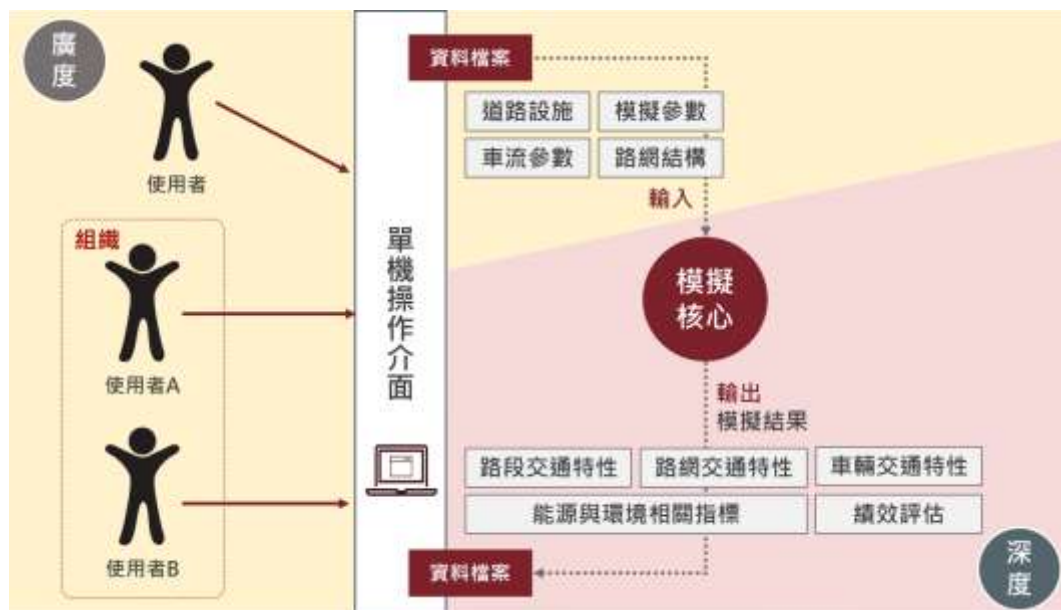 廣
度
使用者
組織
使用者A
使用者B
單機操作介面
資料檔案
道路設施
模擬參數
車流參數
路網結構
輸入
模擬
核心
輸出
模擬結果
路段交通特性
路網交通特性
車輛交通特性
能源與環境相關指標
績效評估
資料檔案
深
度